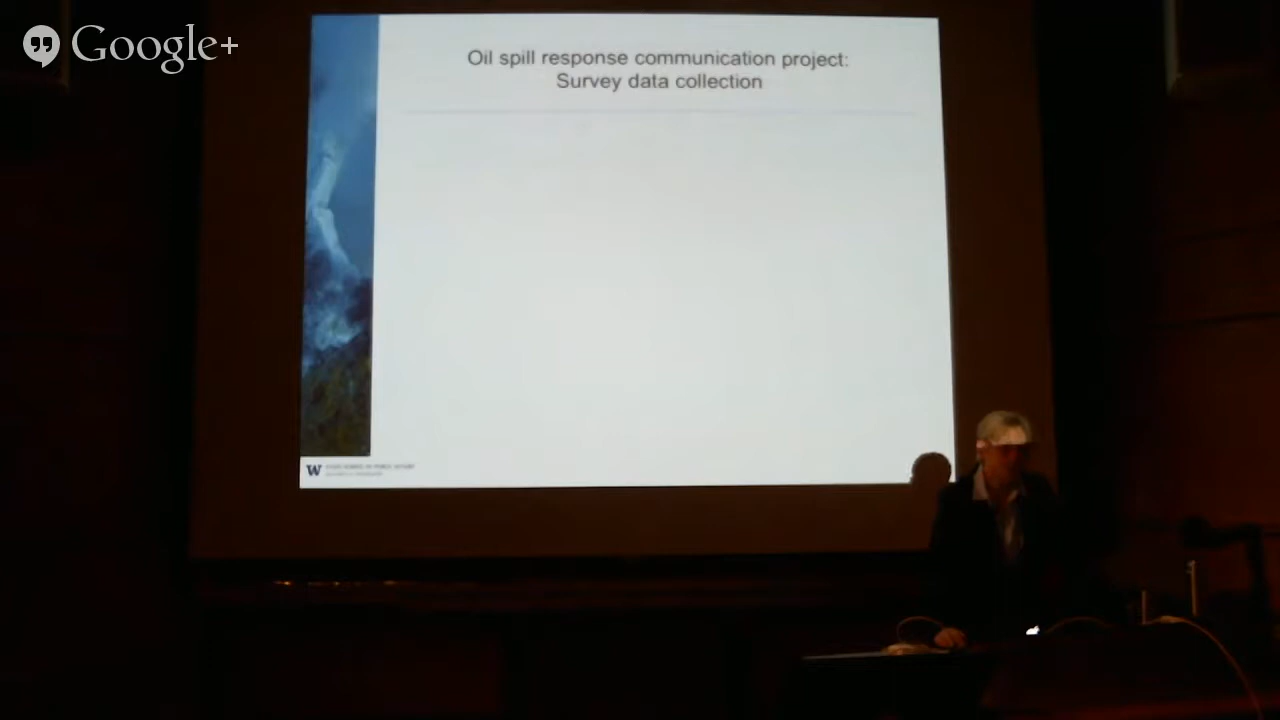 Google+
Oil spill response communication project:
Survey data collection
W